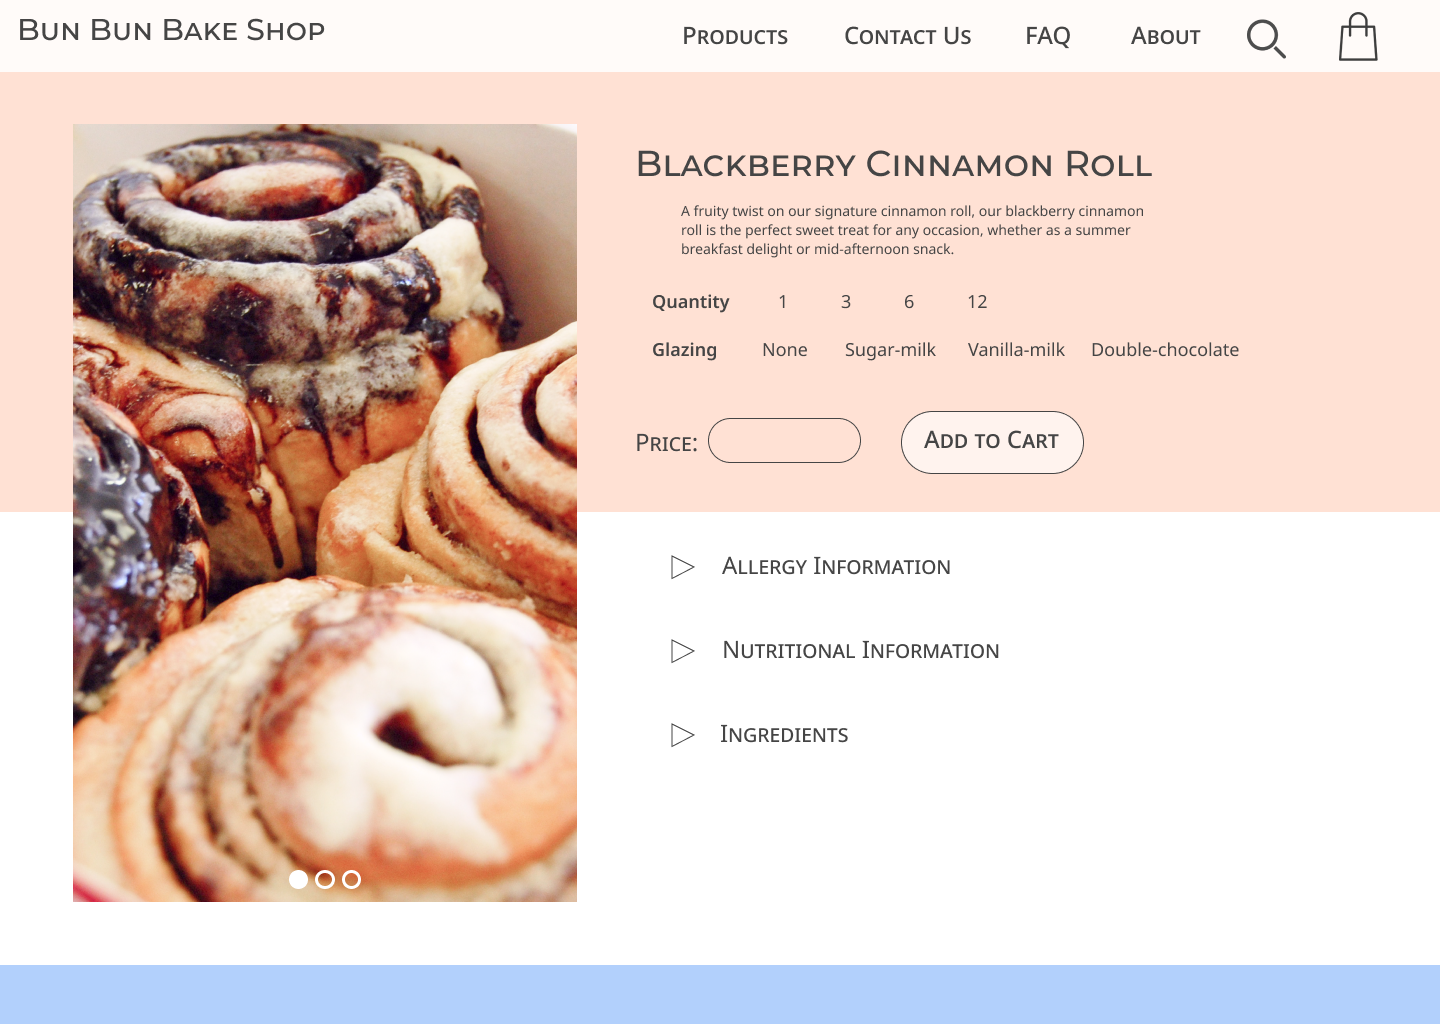 Bun Bun Bake Shop
Products Contact Us FAQ About
Blackberry Cinnamon Roll
A fruity twist on our signature cinnamon roll, our blackberry cinnamon
roll is the perfect sweet treat for any occasion, whether as a summer
breakfast delight or mid-afternoon snack.
Quantity 1 3 6 12
Glazing None Sugar-milk Vanilla-milk Double-chocolate
Price: Add to Cart
Allergy Information
Nutritional Information
Ingredients